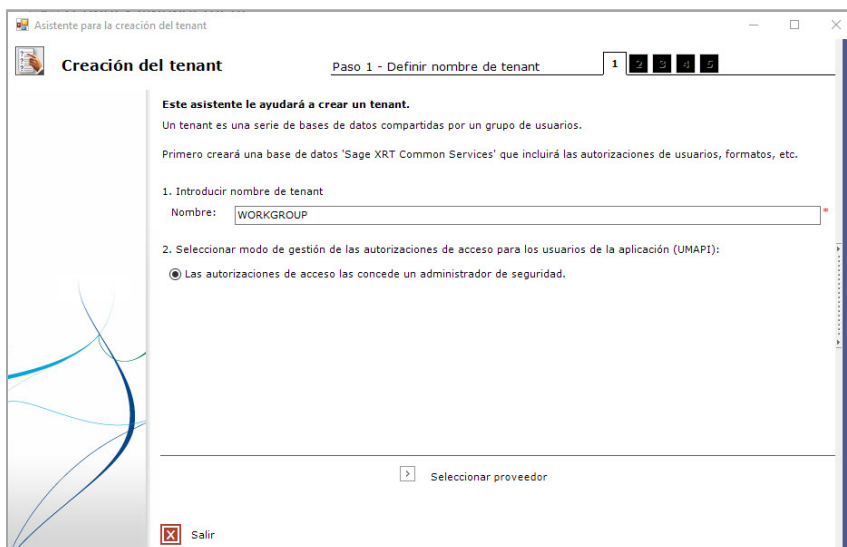 Asistente para la creación del tenant
Creación del tenant
Paso 1 - Definir nombre de tenant
1 2 3 4 5
Este asistente le ayudará a crear un tenant.
Un tenant es una serie de bases de datos compartidas por un grupo de usuarios.
Primero creará una base de datos 'Sage XRT Common Services' que incluirá las autorizaciones de usuarios, formatos, etc.
1. Introducir nombre de tenant
Nombre: WORKGROUP *
2. Seleccionar modo de gestión de las autorizaciones de acceso para los usuarios de la aplicación (UMAPI):
Las autorizaciones de acceso las concede un administrador de seguridad.
Seleccionar proveedor
Salir